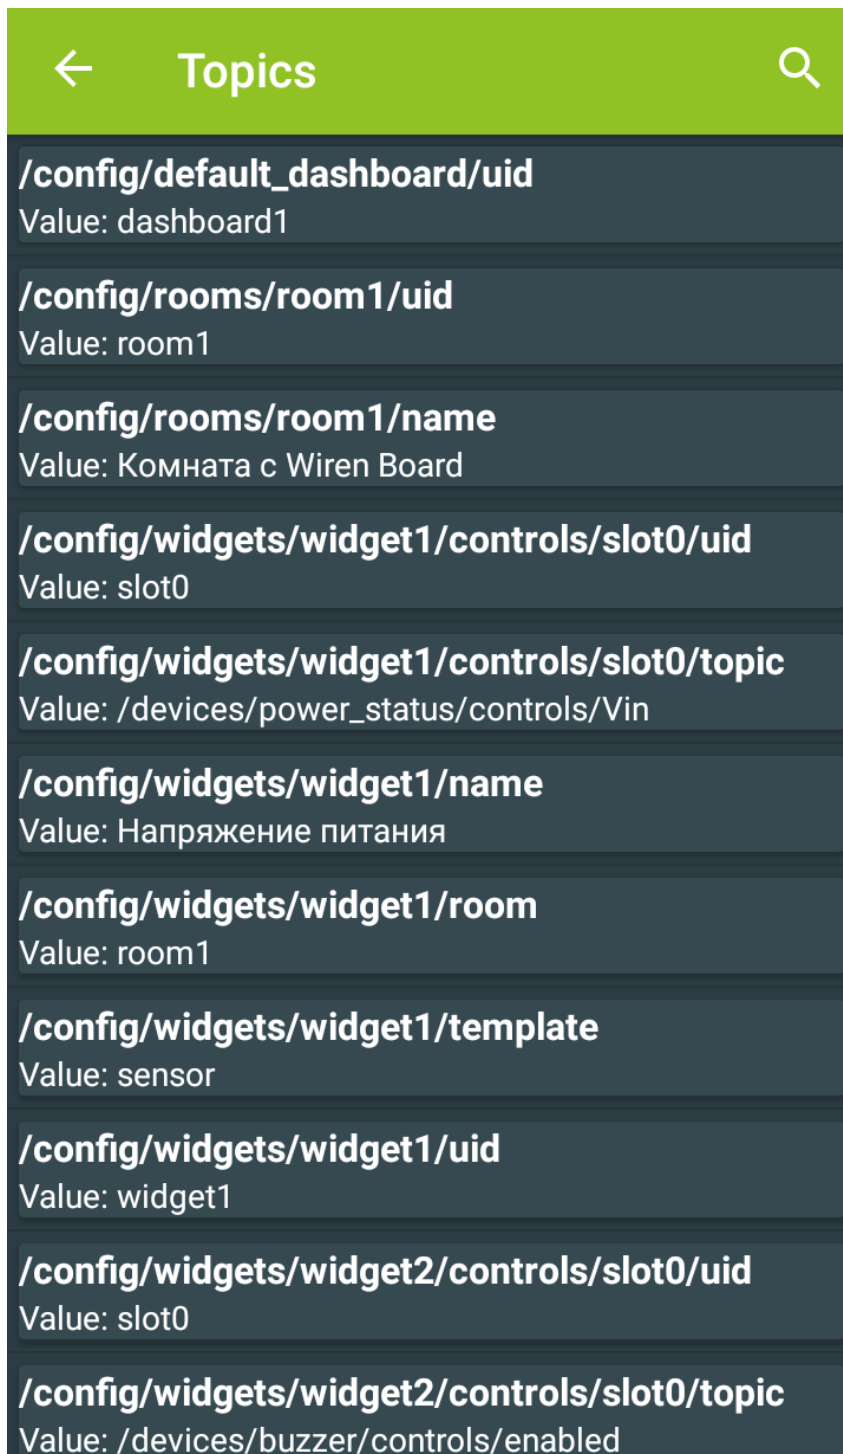 Topics
/config/default_dashboard/uid
Value: dashboard1
/config/rooms/room1/uid
Value: room1
/config/rooms/room1/name
Value: Комната с Wiren Board
/config/widgets/widget1/controls/slot0/uid
Value: slot0
/config/widgets/widget1/controls/slot0/topic
Value: /devices/power_status/controls/Vin
/config/widgets/widget1/name
Value: Напряжение питания
/config/widgets/widget1/room
Value: room1
/config/widgets/widget1/template
Value: sensor
/config/widgets/widget1/uid
Value: widget1
/config/widgets/widget2/controls/slot0/uid
Value: slot0
/config/widgets/widget2/controls/slot0/topic
Value: /devices/buzzer/controls/enabled